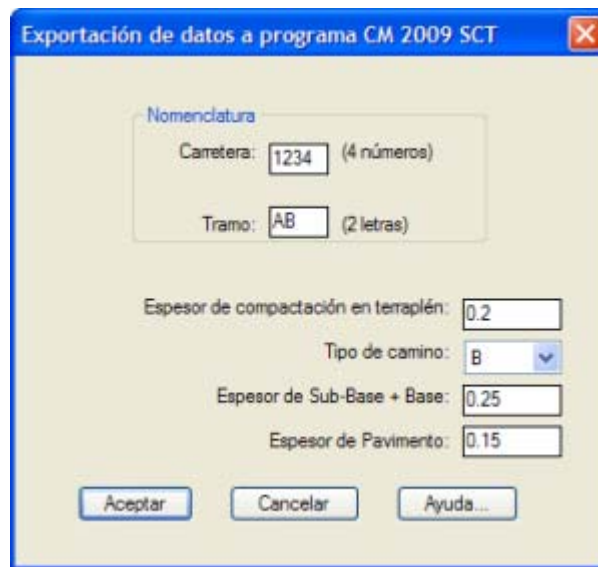 Exportación de datos a programa CM 2009 SCT
Nomenclatura
Carretera: 1234 (4 números)
Tramo: AB (2 letras)
Espesor de compactación en terraplén: 0.2
Tipo de camino: B
Espesor de Sub-Base + Base: 0.25
Espesor de Pavimento: 0.15
Aceptar Cancelar Ayuda...